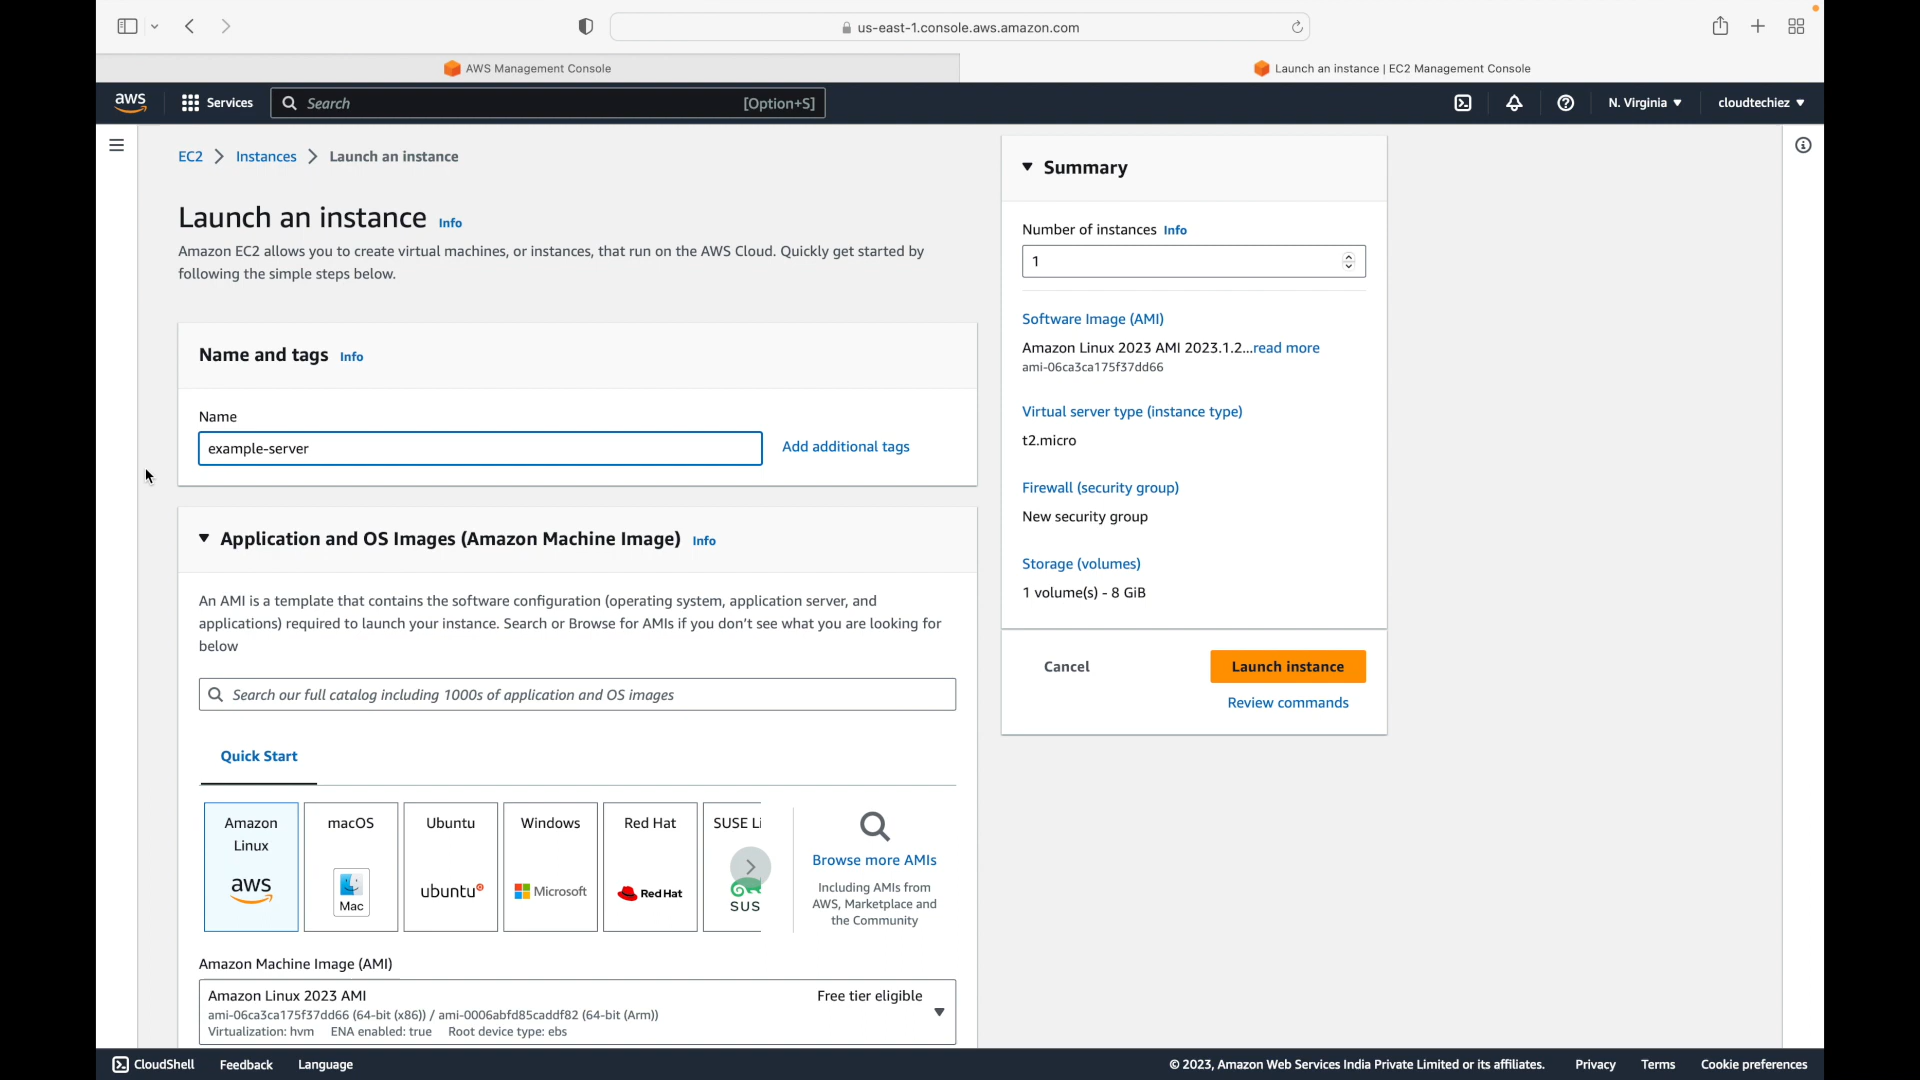 us-east-1.console.aws.amazon.com
AWS Management Console
Launch an instance | EC2 Management Console
aws
Services
Search
[Option+S]
N. Virginia
cloudtechiez
EC2
Instances
Launch an instance
Launch an instance Info
Amazon EC2 allows you to create virtual machines, or instances, that run on the AWS Cloud. Quickly get started by
following the simple steps below.
Name and tags Info
Name
example-server
Add additional tags
Application and OS Images (Amazon Machine Image) Info
An AMI is a template that contains the software configuration (operating system, application server, and
applications) required to launch your instance. Search or Browse for AMIs if you don't see what you are looking for
below
Search our full catalog including 1000s of application and OS images
Quick Start
Amazon
Linux
aws
macOS
Mac
Ubuntu
ubuntu
Windows
Microsoft
Red Hat
Red Hat
SUSE Li
SUS
Browse more AMIs
Including AMIs from
AWS, Marketplace and
the Community
Amazon Machine Image (AMI)
Amazon Linux 2023 AMI
Free tier eligible
ami-06ca3ca175f37dd66 (64-bit (x86)) / ami-0006abfd85caddf82 (64-bit (Arm))
Virtualization: hvm ENA enabled: true Root device type: ebs
Summary
Number of instances Info
1
Software Image (AMI)
Amazon Linux 2023 AMI 2023.1.2...read more
ami-06ca3ca175f37dd66
Virtual server type (instance type)
t2.micro
Firewall (security group)
New security group
Storage (volumes)
1 volume(s) - 8 GiB
Cancel
Launch instance
Review commands
CloudShell
Feedback
Language
© 2023, Amazon Web Services India Private Limited or its affiliates.
Privacy
Terms
Cookie preferences